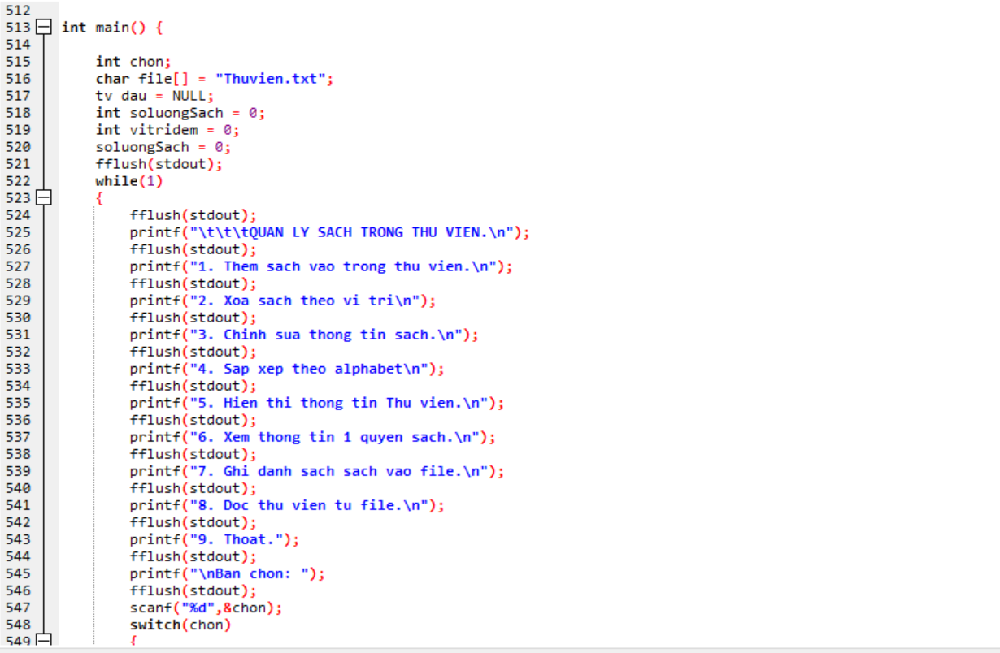 512
513 int main() {
514
515 int chon;
516 char file[] = "Thuvien.txt";
517 tv dau = NULL;
518 int soluongSach = 0;
519 int vitridem = 0;
520 soluongSach = 0;
521 fflush(stdout);
522 while(1)
523 {
524 fflush(stdout);
525 printf("\t\t\tQUAN LY SACH TRONG THU VIEN.\n");
526 fflush(stdout);
527 printf("1. Them sach vao trong thu vien.\n");
528 fflush(stdout);
529 printf("2. Xoa sach theo vi tri\n");
530 fflush(stdout);
531 printf("3. Chinh sua thong tin sach.\n");
532 fflush(stdout);
533 printf("4. Sap xep theo alphabet\n");
534 fflush(stdout);
535 printf("5. Hien thi thong tin Thu vien.\n");
536 fflush(stdout);
537 printf("6. Xem thong tin 1 quyen sach.\n");
538 fflush(stdout);
539 printf("7. Ghi danh sach sach vao file.\n");
540 fflush(stdout);
541 printf("8. Doc thu vien tu file.\n");
542 fflush(stdout);
543 printf("9. Thoat.");
544 fflush(stdout);
545 printf("\nBan chon: ");
546 fflush(stdout);
547 scanf("%d",&chon);
548 switch(chon)
549 {